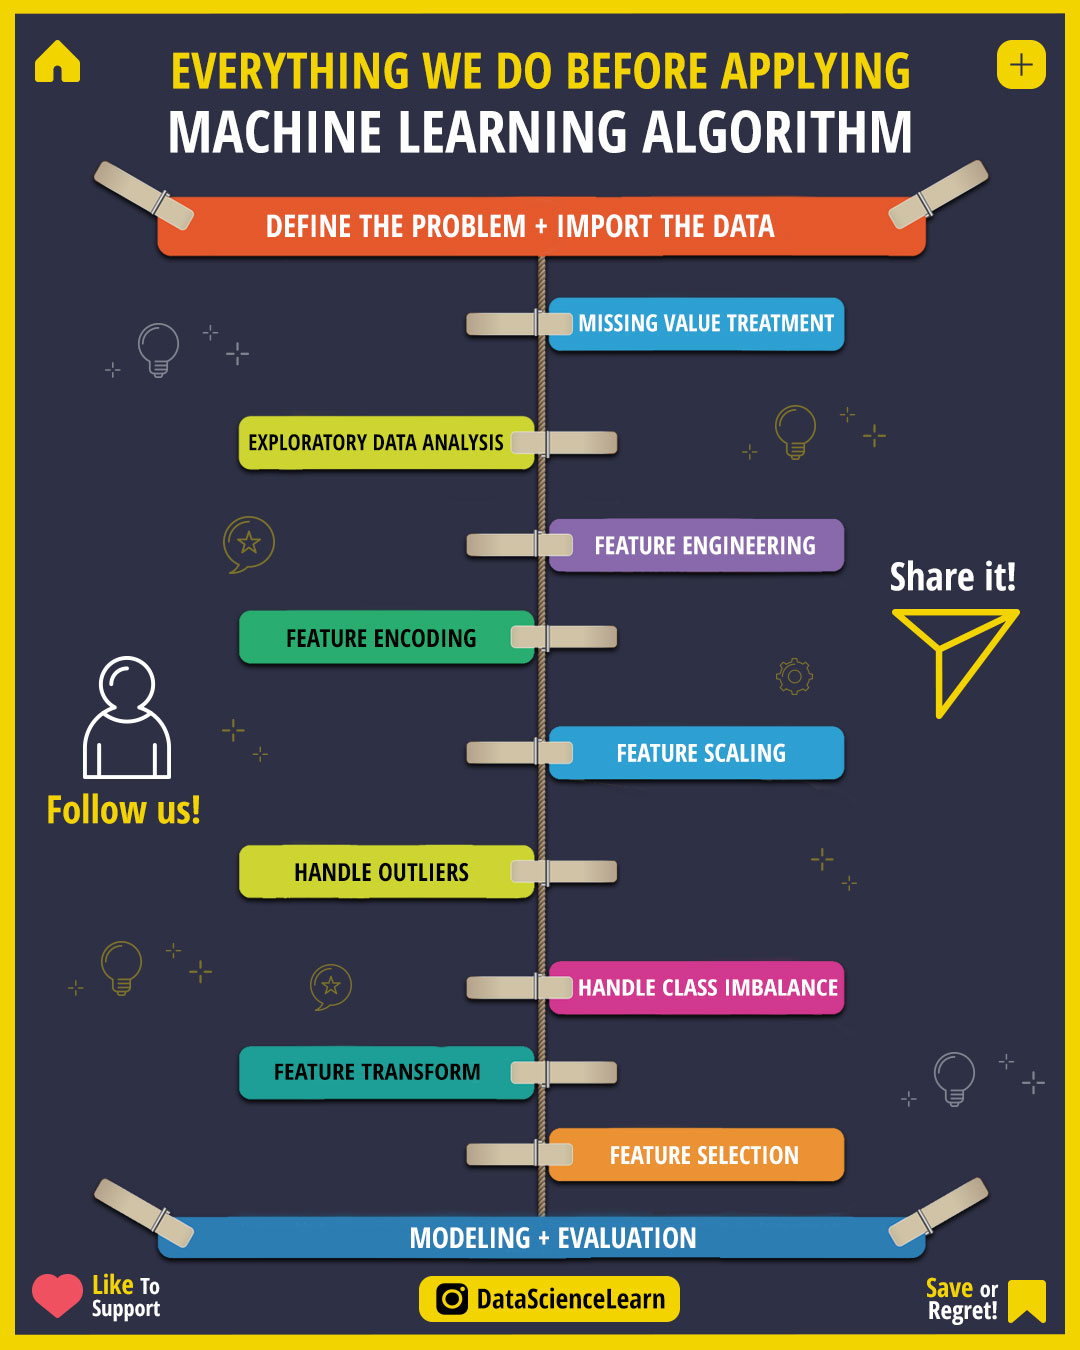 EVERYTHING WE DO BEFORE APPLYING
MACHINE LEARNING ALGORITHM
DEFINE THE PROBLEM + IMPORT THE DATA
MISSING VALUE TREATMENT
EXPLORATORY DATA ANALYSIS
FEATURE ENGINEERING
Share it!
FEATURE ENCODING
FEATURE SCALING
Follow us!
HANDLE OUTLIERS
HANDLE CLASS IMBALANCE
FEATURE TRANSFORM
FEATURE SELECTION
MODELING + EVALUATION
Like To
Support
DataScienceLearn
Save or
Regret!